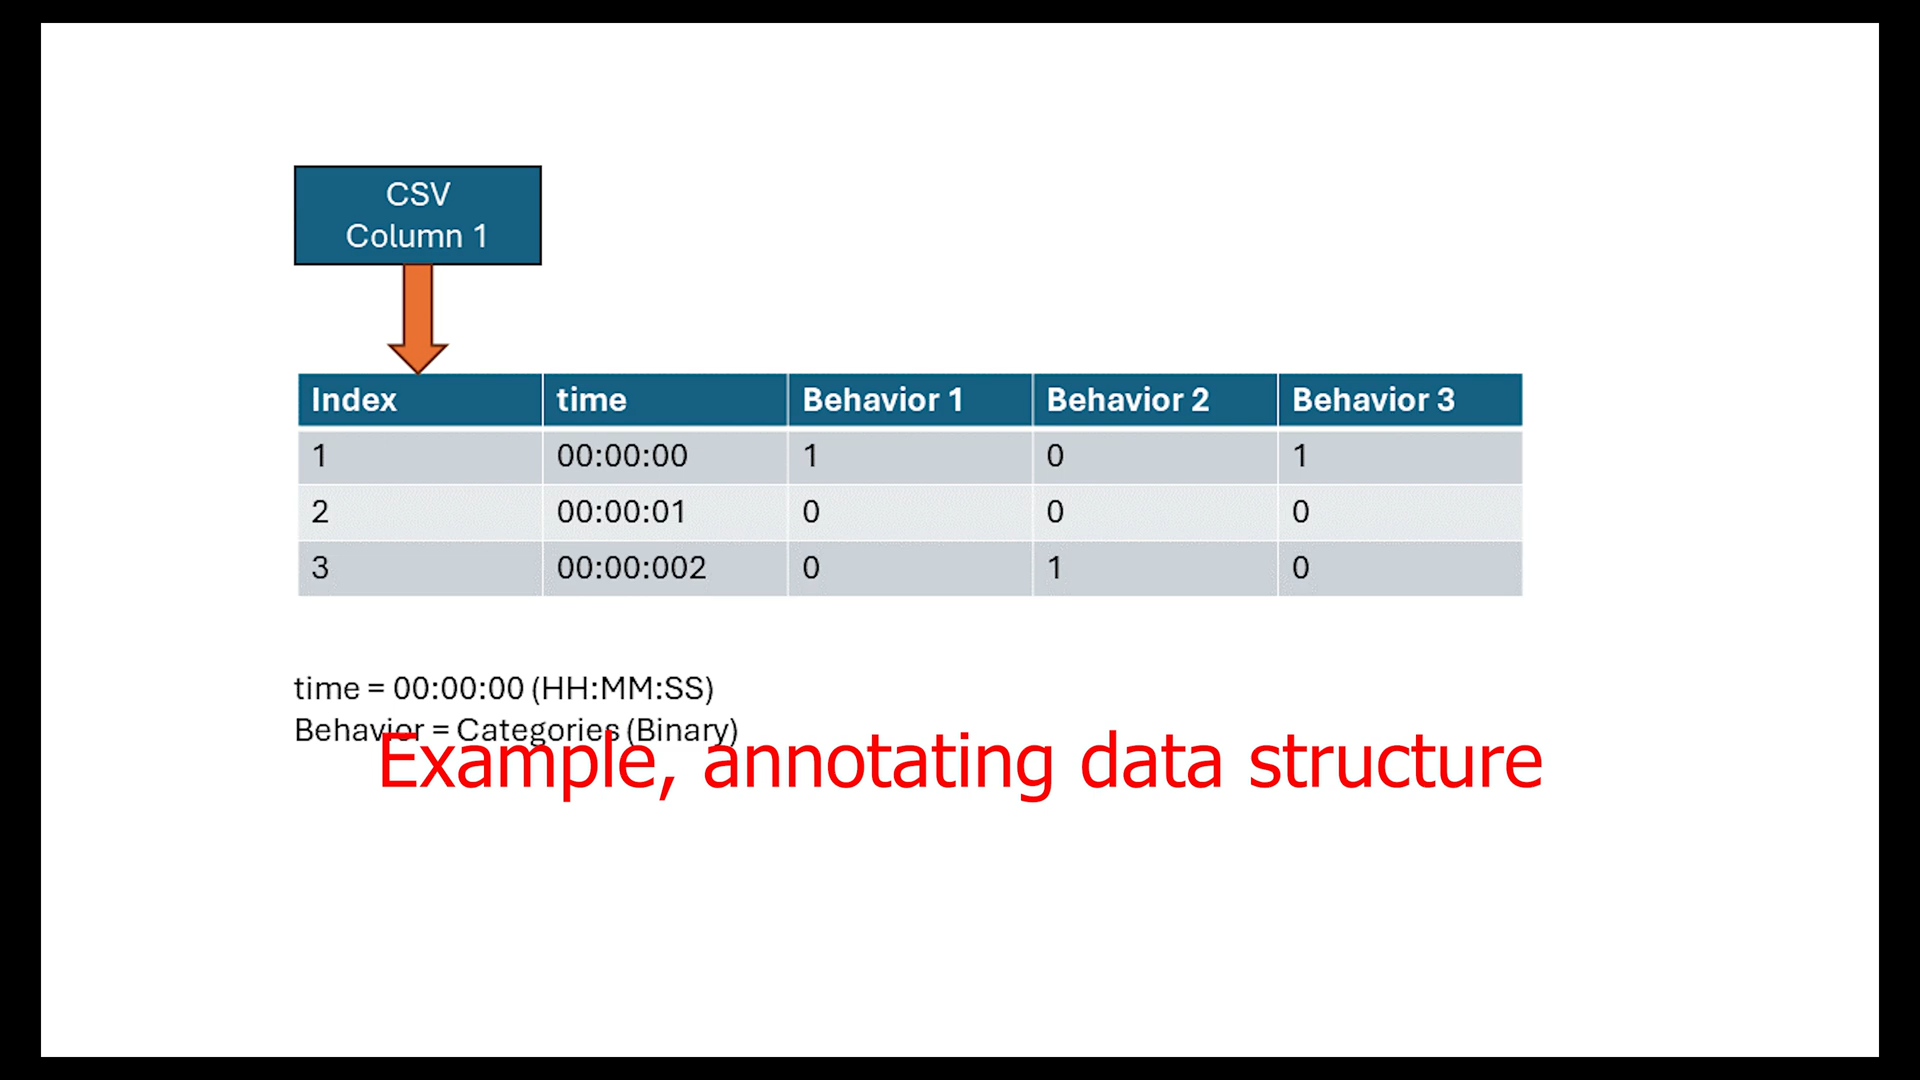 CSV
Column 1
Index time Behavior 1 Behavior 2 Behavior 3
1 00:00:00 1 0 1
2 00:00:01 0 0 0
3 00:00:002 0 1 0
time = 00:00:00 (HH:MM:SS)
Behavior = Categories (Binary)
Example, annotating data structure